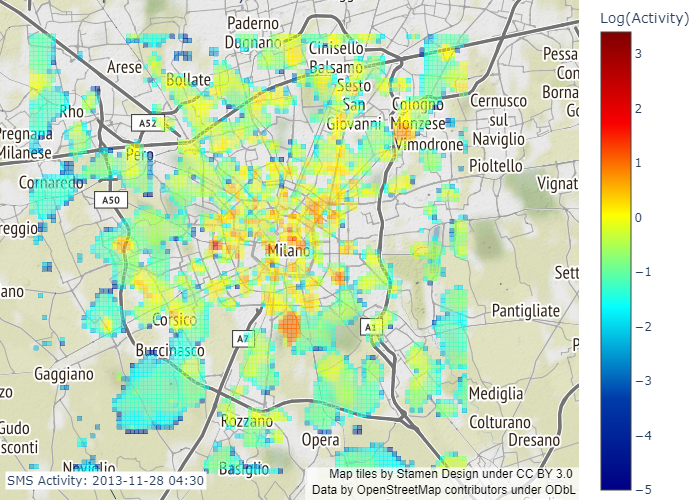 Log(Activity)
Paderno
Dugnano
Cinisello
Balsamo
Arese
Bollate
Sesto
San
Giovanni
Cologno
Monzese
Cernusco
sul
Naviglio
Rho
A52
Pregnana
Milanese
Pero
Vimodrone
Pioltello
Cornaredo
Vignat
A50
reggio
Milano
Sett
ano
Corsico
Pantigliate
A7
A1
Buccinasco
P
Gaggiano
zo
Mediglia
Rozzano
Colturano
Gudo
sconti
Opera
Dresano
Naviglio
Basiglio
Pessa
Con
Borna
Go
3
2
1
0
−1
−2
−3
−4
−5
SMS Activity: 2013-11-28 04:30
Map tiles by Stamen Design under CC BY 3.0
Data by OpenStreetMap contributors under ODbL